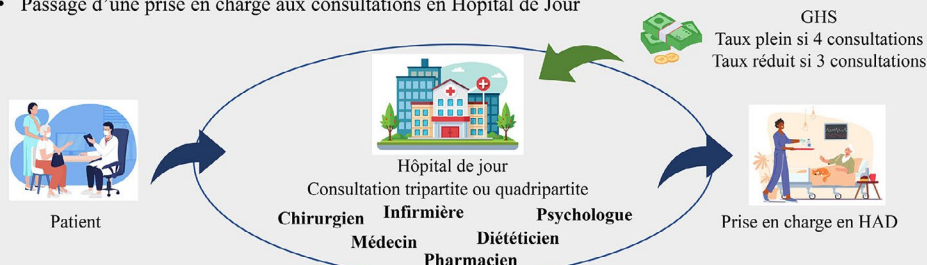 • Passage d'une prise en charge aux consultations en Hôpital de Jour
GHS
Taux plein si 4 consultations
Taux réduit si 3 consultations
Hôpital de jour
Consultation tripartite ou quadripartite
Chirurgien Infirmière Psychologue
Médecin Diététicien
Pharmacien
Patient
Prise en charge en HAD